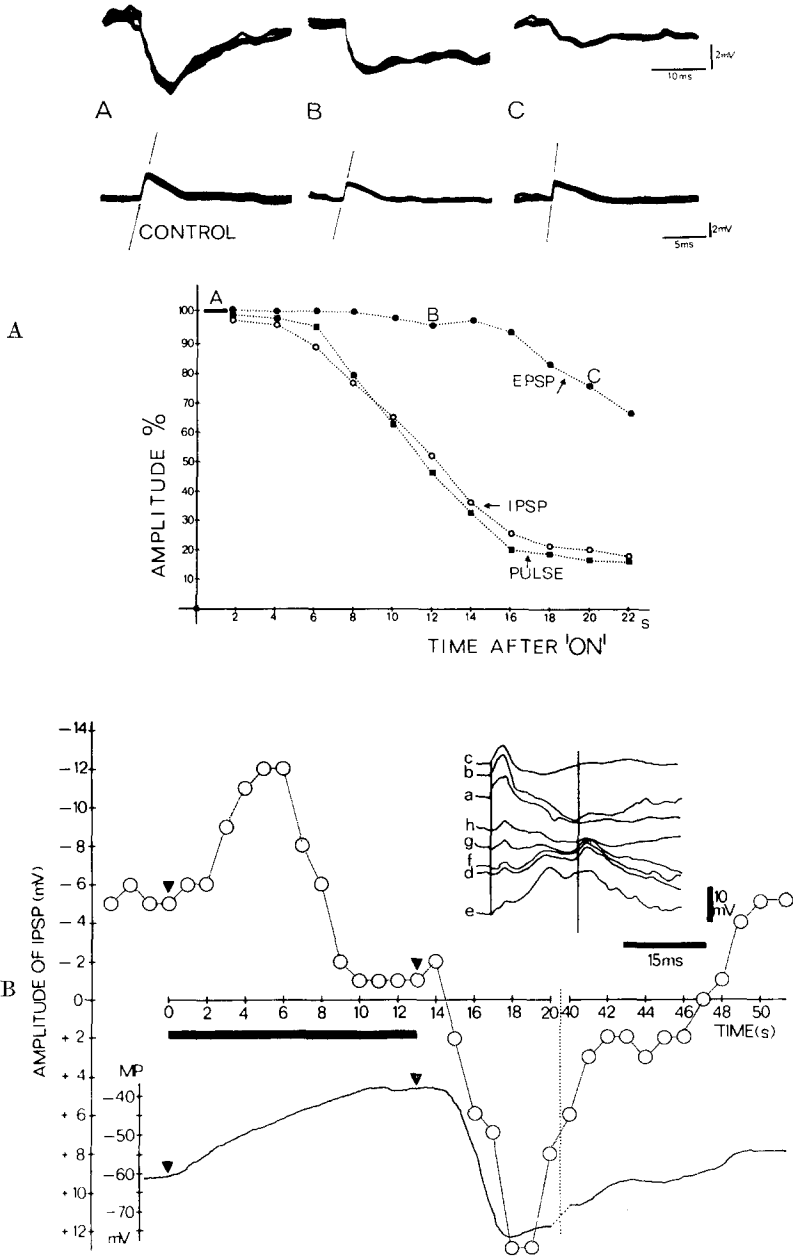 2mV
10ms
A B C
CONTROL
5ms
2mV
A
A
B
C
EPSP
IPSP
PULSE
100
90
80
70
60
50
40
30
20
10
AMPLITUDE %
2 4 6 8 10 12 14 16 18 20 22 s
TIME AFTER 'ON'
B
AMPLITUDE OF IPSP (mV)
−14
−12
−10
−8
−6
−4
−2
0
+2
+4
+6
+8
+10
+12
c
b
a
h
g
f
d
e
10 mV
15ms
0 2 4 6 8 10 12 14 16 18 20 40 42 44 46 48 50
TIME(s)
MP
−40
−50
−60
−70
mV